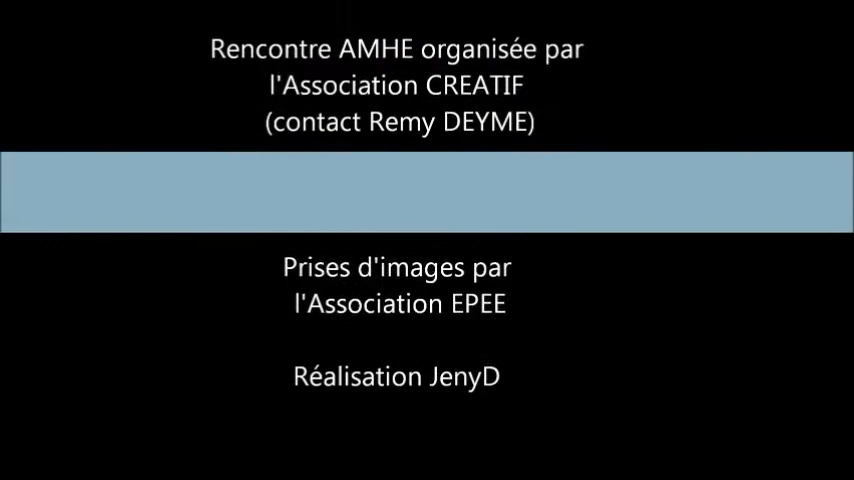 Rencontre AMHE organisée par
l'Association CREATIF
(contact Remy DEYME)
Prises d'images par
l'Association EPEE
Réalisation JenyD